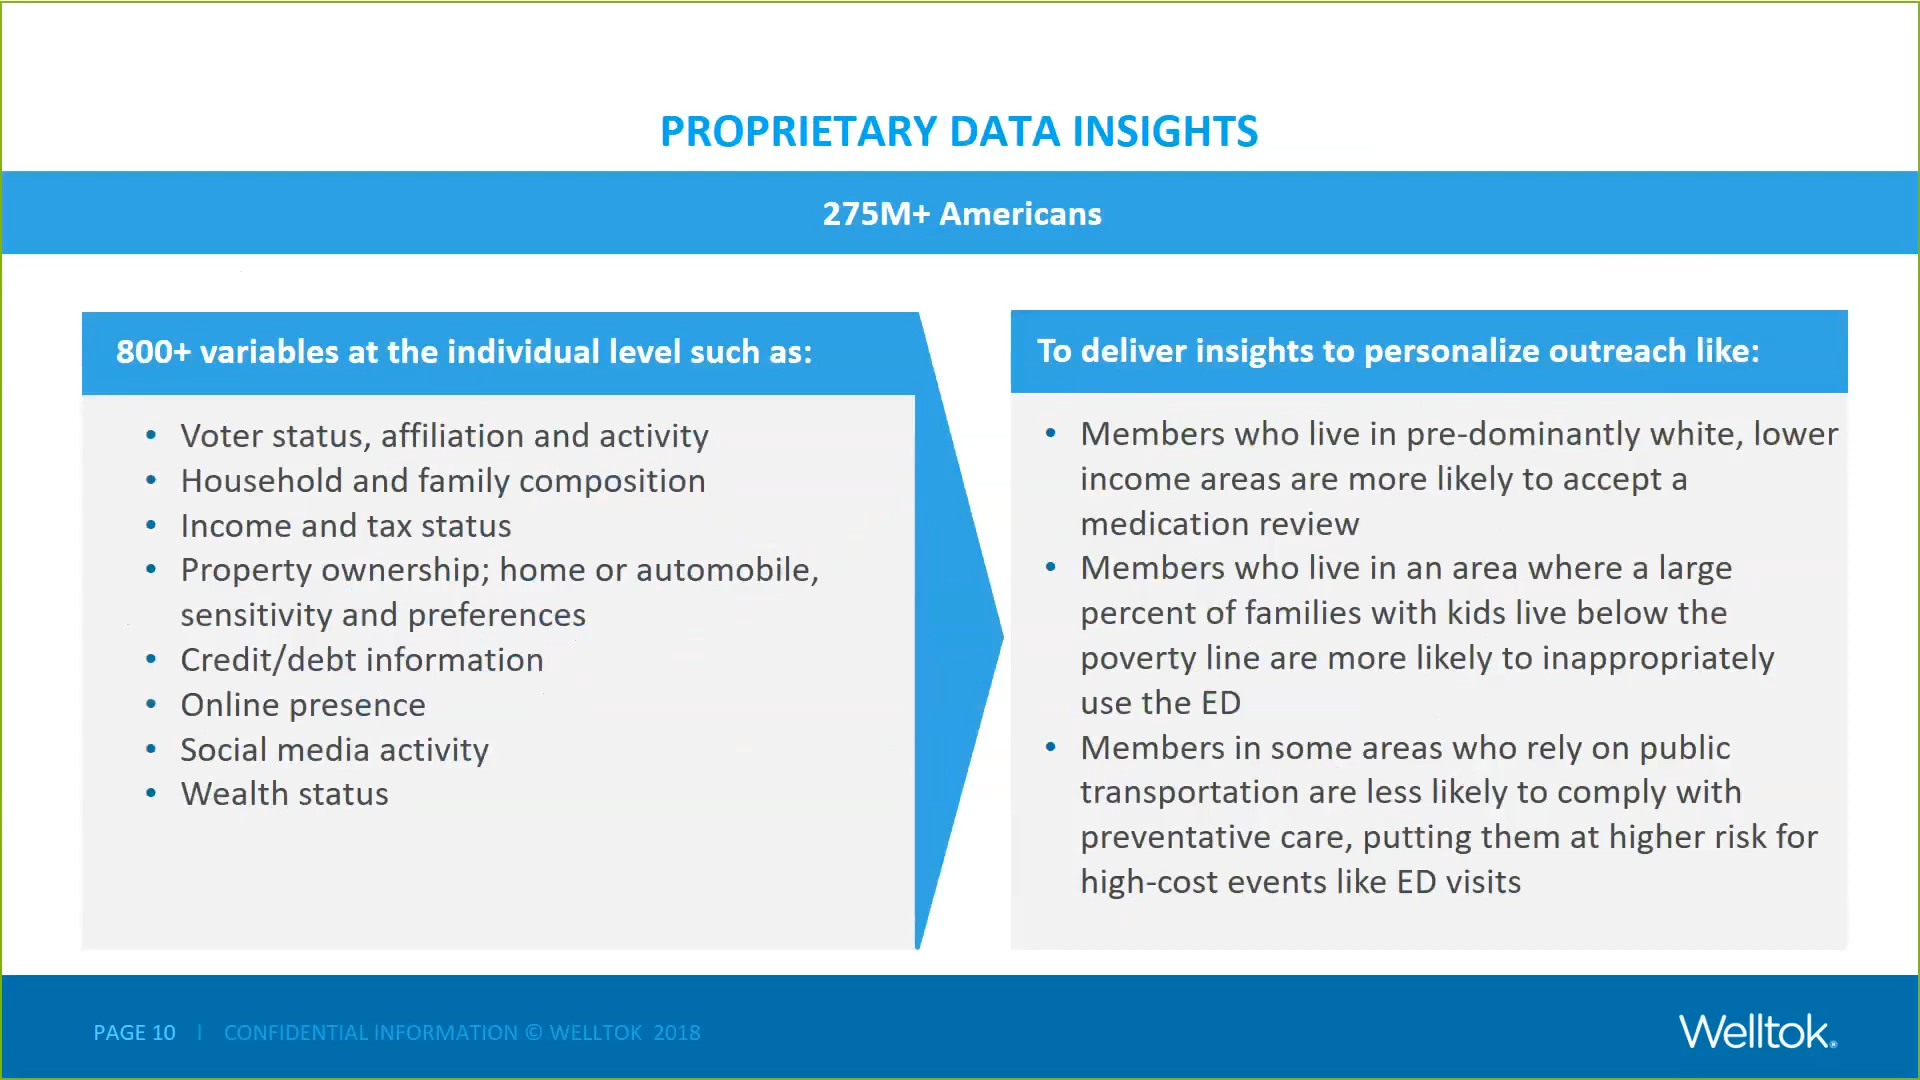 PROPRIETARY DATA INSIGHTS
275M+ Americans
800+ variables at the individual level such as:
• Voter status, affiliation and activity
• Household and family composition
• Income and tax status
• Property ownership; home or automobile,
sensitivity and preferences
• Credit/debt information
• Online presence
• Social media activity
• Wealth status
To deliver insights to personalize outreach like:
• Members who live in pre-dominantly white, lower
income areas are more likely to accept a
medication review
• Members who live in an area where a large
percent of families with kids live below the
poverty line are more likely to inappropriately
use the ED
• Members in some areas who rely on public
transportation are less likely to comply with
preventative care, putting them at higher risk for
high-cost events like ED visits
PAGE 10 | CONFIDENTIAL INFORMATION © WELLTOK 2018
Welltok®